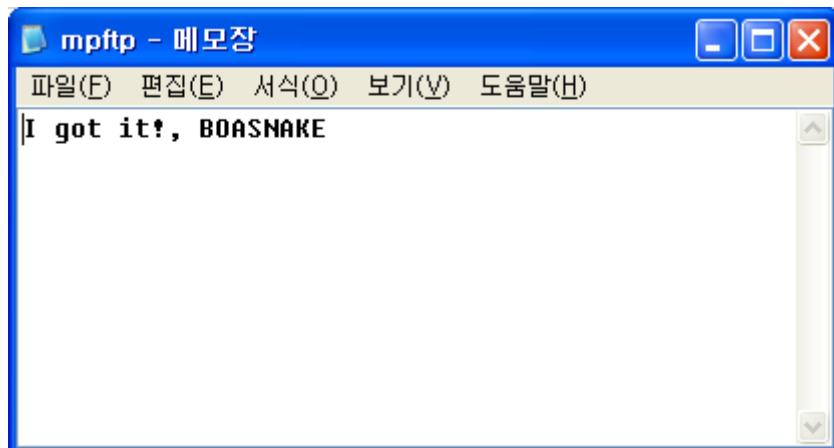 mpftp - 메모장
파일(F) 편집(E) 서식(O) 보기(V) 도움말(H)
I got it!, BOASNAKE